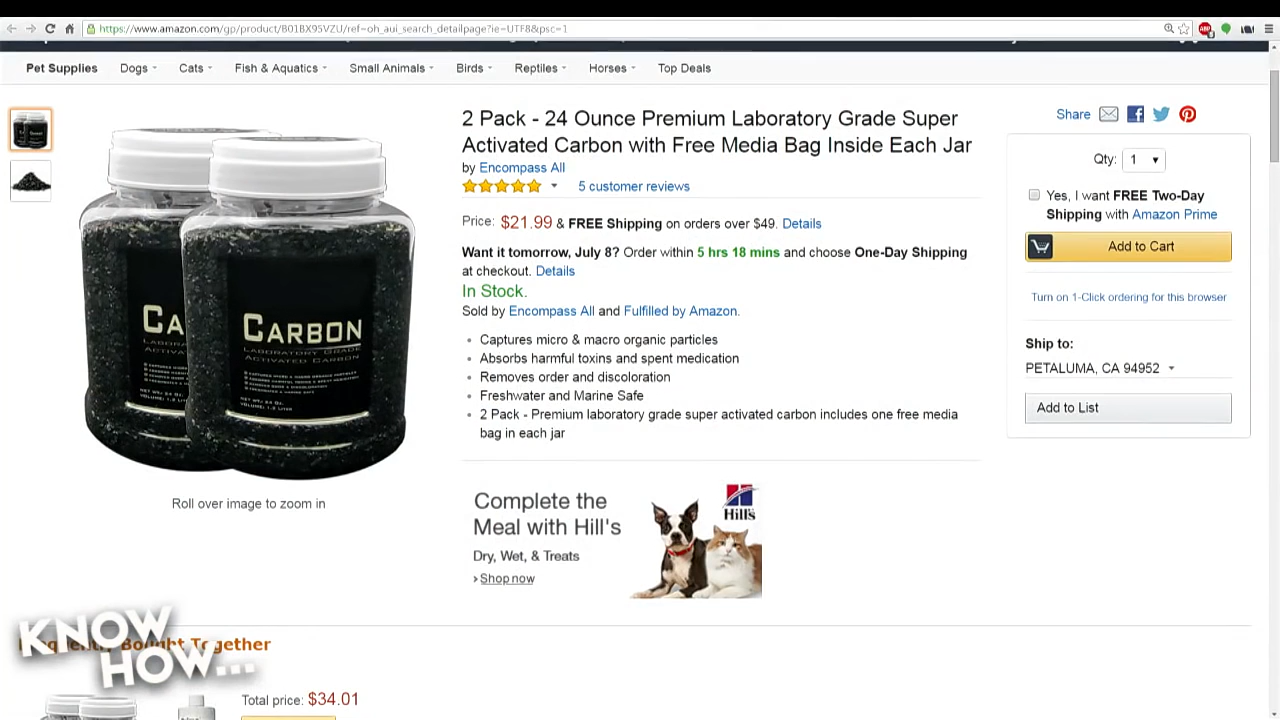 https://www.amazon.com/gp/product/B01BX95VZU/ref=oh_aui_search_detailpage?ie=UTF8&psc=1
Pet Supplies Dogs Cats Fish & Aquatics Small Animals Birds Reptiles Horses Top Deals
2 Pack - 24 Ounce Premium Laboratory Grade Super
Activated Carbon with Free Media Bag Inside Each Jar
by Encompass All
5 customer reviews
Price: $21.99 & FREE Shipping on orders over $49. Details
Want it tomorrow, July 8? Order within 5 hrs 18 mins and choose One-Day Shipping
at checkout. Details
In Stock.
Sold by Encompass All and Fulfilled by Amazon.
Captures micro & macro organic particles
Absorbs harmful toxins and spent medication
Removes order and discoloration
Freshwater and Marine Safe
2 Pack - Premium laboratory grade super activated carbon includes one free media
bag in each jar
Share
Qty: 1
Yes, I want FREE Two-Day
Shipping with Amazon Prime
Add to Cart
Turn on 1-Click ordering for this browser
Ship to:
PETALUMA, CA 94952
Add to List
CA
CARBON
LABORATORY GRADE
ACTIVATED CARBON
Roll over image to zoom in
Complete the
Meal with Hill's
Dry, Wet, & Treats
Shop now
Hill's
KNOW
HOW...
Bought Together
Total price: $34.01